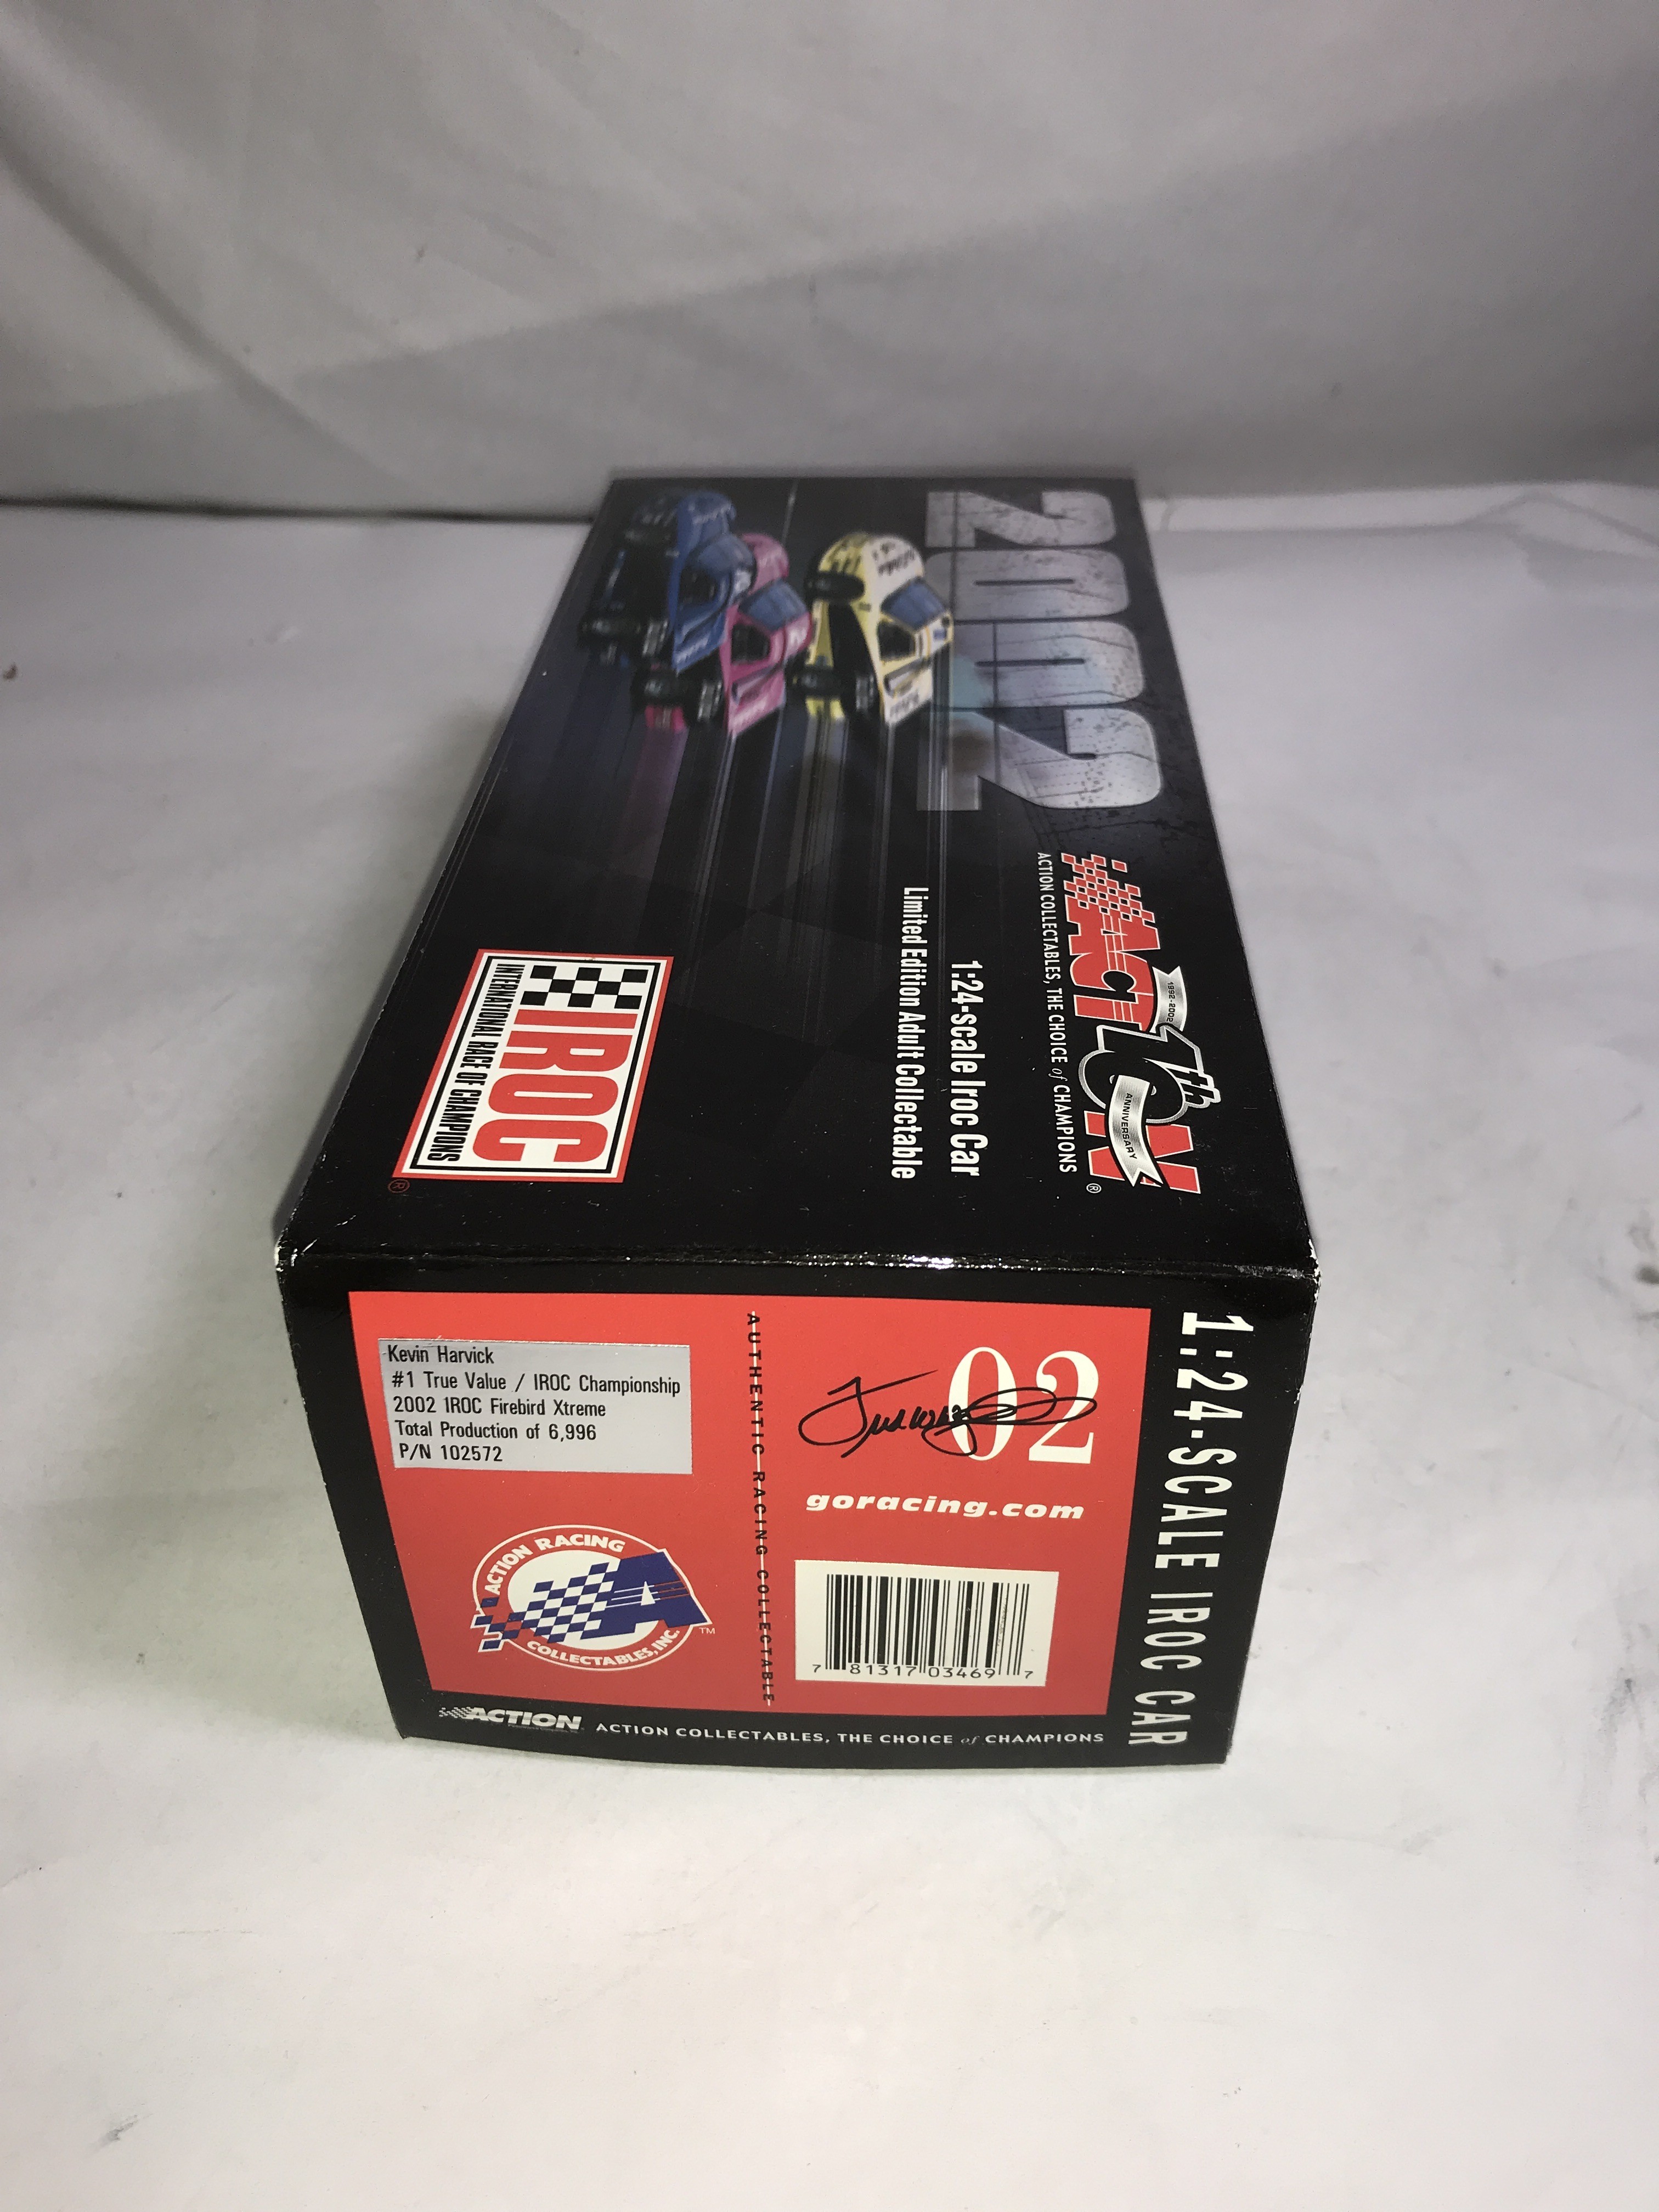 2002
ACTION
1992-2002
10th
ANNIVERSARY
®
ACTION COLLECTABLES, THE CHOICE of CHAMPIONS
1:24-scale Iroc Car
Limited Edition Adult Collectable
IROC
INTERNATIONAL RACE OF CHAMPIONS
®
1:24-SCALE IROC CAR
02
goracing.com
7 81317 03469 7
AUTHENTIC RACING COLLECTABLE
Kevin Harvick
#1 True Value / IROC Championship
2002 IROC Firebird Xtreme
Total Production of 6,996
P/N 102572
ACTION RACING
COLLECTABLES, INC.
TM
ACTION
ACTION COLLECTABLES, THE CHOICE of CHAMPIONS